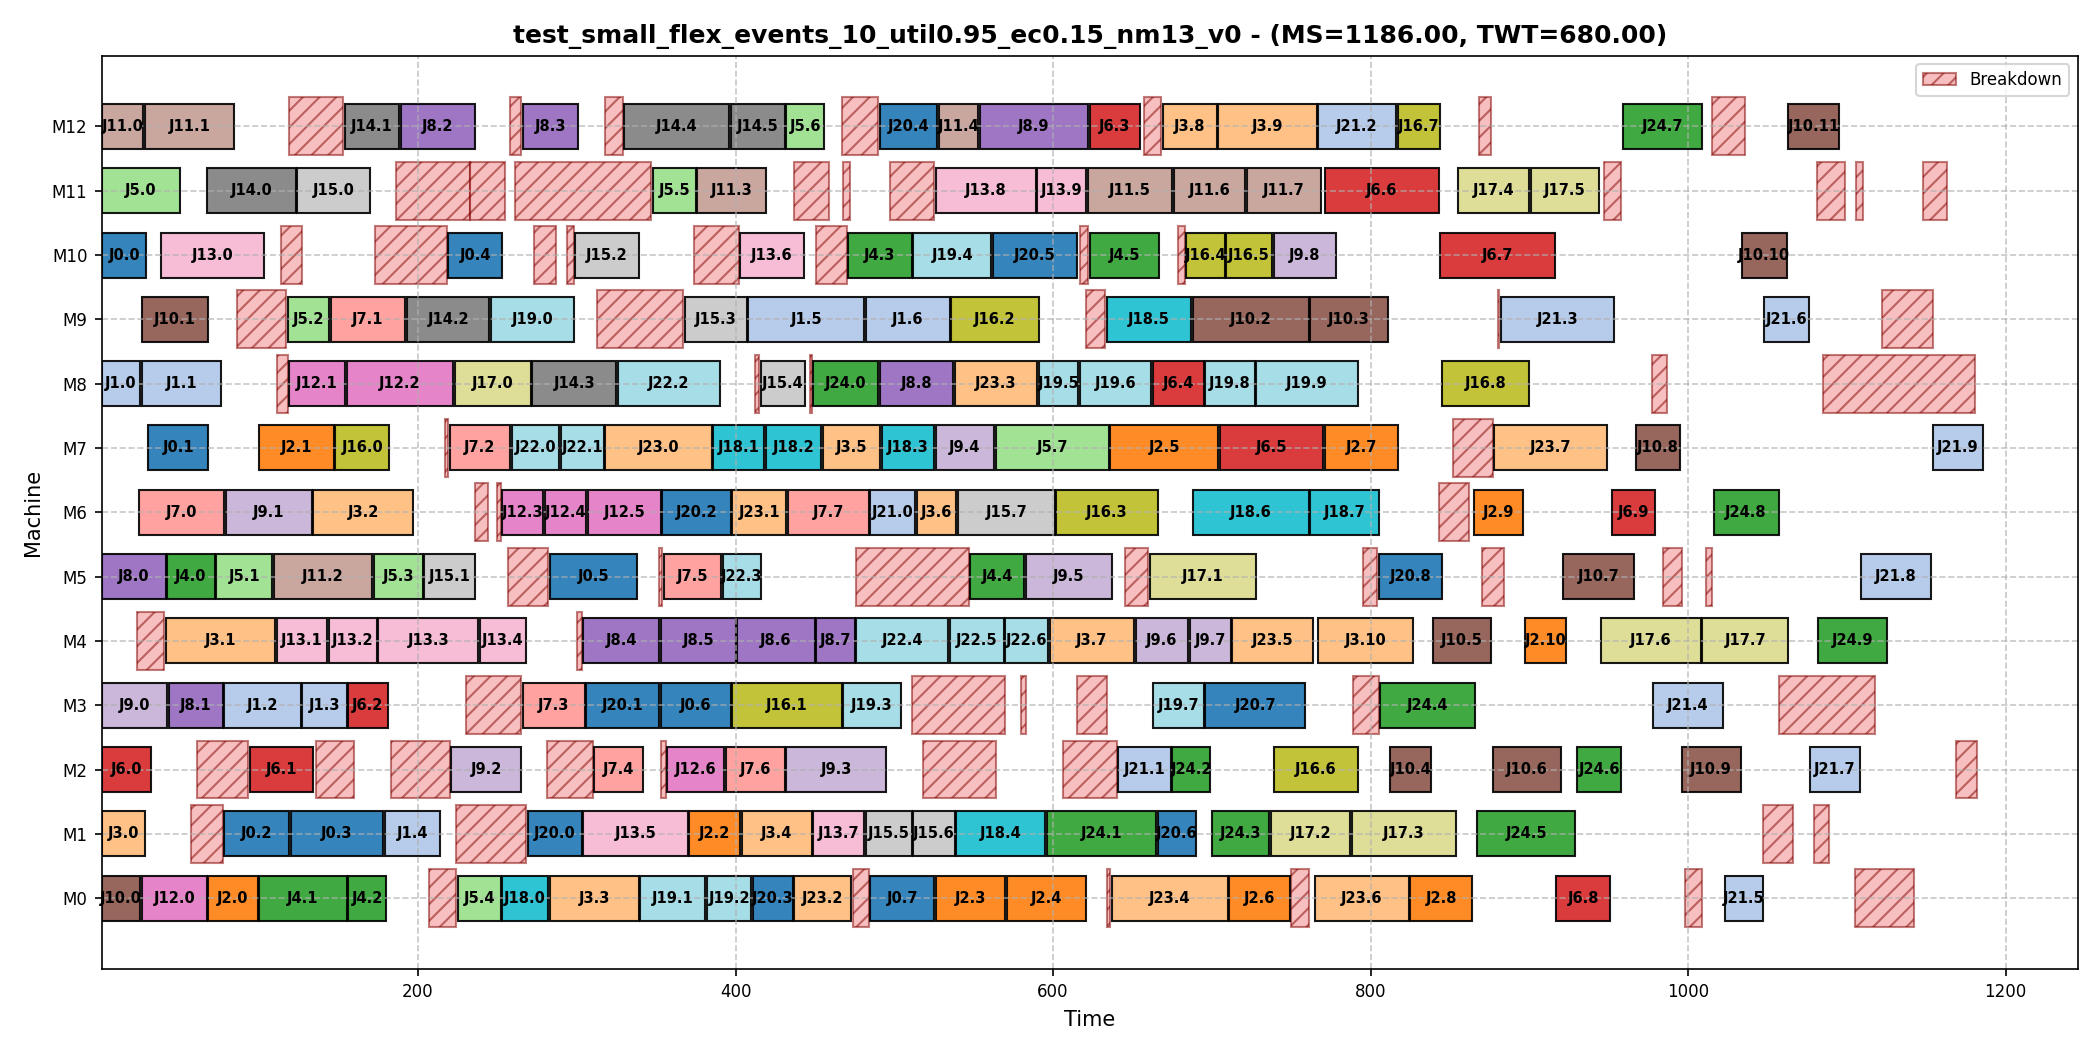 test_small_flex_events_10_util0.95_ec0.15_nm13_v0 - (MS=1186.00, TWT=680.00)
Breakdown
M12 J11.0 J11.1 J14.1 J8.2 J8.3 J14.4 J14.5 J5.6 J20.4 J11.4 J8.9 J6.3 J3.8 J3.9 J21.2 J16.7 J24.7 J10.11
M11 J5.0 J14.0 J15.0 J5.5 J11.3 J13.8 J13.9 J11.5 J11.6 J11.7 J6.6 J17.4 J17.5
M10 J0.0 J13.0 J0.4 J15.2 J13.6 J4.3 J19.4 J20.5 J4.5 J16.4 J16.5 J9.8 J6.7 J10.10
M9 J10.1 J5.2 J7.1 J14.2 J19.0 J15.3 J1.5 J1.6 J16.2 J18.5 J10.2 J10.3 J21.3 J21.6
M8 J1.0 J1.1 J12.1 J12.2 J17.0 J14.3 J22.2 J15.4 J24.0 J8.8 J23.3 J19.5 J19.6 J6.4 J19.8 J19.9 J16.8
M7 J0.1 J2.1 J16.0 J7.2 J22.0 J22.1 J23.0 J18.1 J18.2 J3.5 J18.3 J9.4 J5.7 J2.5 J6.5 J2.7 J23.7 J10.8 J21.9
M6 J7.0 J9.1 J3.2 J12.3 J12.4 J12.5 J20.2 J23.1 J7.7 J21.0 J3.6 J15.7 J16.3 J18.6 J18.7 J2.9 J6.9 J24.8
M5 J8.0 J4.0 J5.1 J11.2 J5.3 J15.1 J0.5 J7.5 J22.3 J4.4 J9.5 J17.1 J20.8 J10.7 J21.8
M4 J3.1 J13.1 J13.2 J13.3 J13.4 J8.4 J8.5 J8.6 J8.7 J22.4 J22.5 J22.6 J3.7 J9.6 J9.7 J23.5 J3.10 J10.5 J2.10 J17.6 J17.7 J24.9
M3 J9.0 J8.1 J1.2 J1.3 J6.2 J7.3 J20.1 J0.6 J16.1 J19.3 J19.7 J20.7 J24.4 J21.4
M2 J6.0 J6.1 J9.2 J7.4 J12.6 J7.6 J9.3 J21.1 J24.2 J16.6 J10.4 J10.6 J24.6 J10.9 J21.7
M1 J3.0 J0.2 J0.3 J1.4 J20.0 J13.5 J2.2 J3.4 J13.7 J15.5 J15.6 J18.4 J24.1 J20.6 J24.3 J17.2 J17.3 J24.5
M0 J10.0 J12.0 J2.0 J4.1 J4.2 J5.4 J18.0 J3.3 J19.1 J19.2 J20.3 J23.2 J0.7 J2.3 J2.4 J23.4 J2.6 J23.6 J2.8 J6.8 J21.5
200 400 600 800 1000 1200
Time
Machine